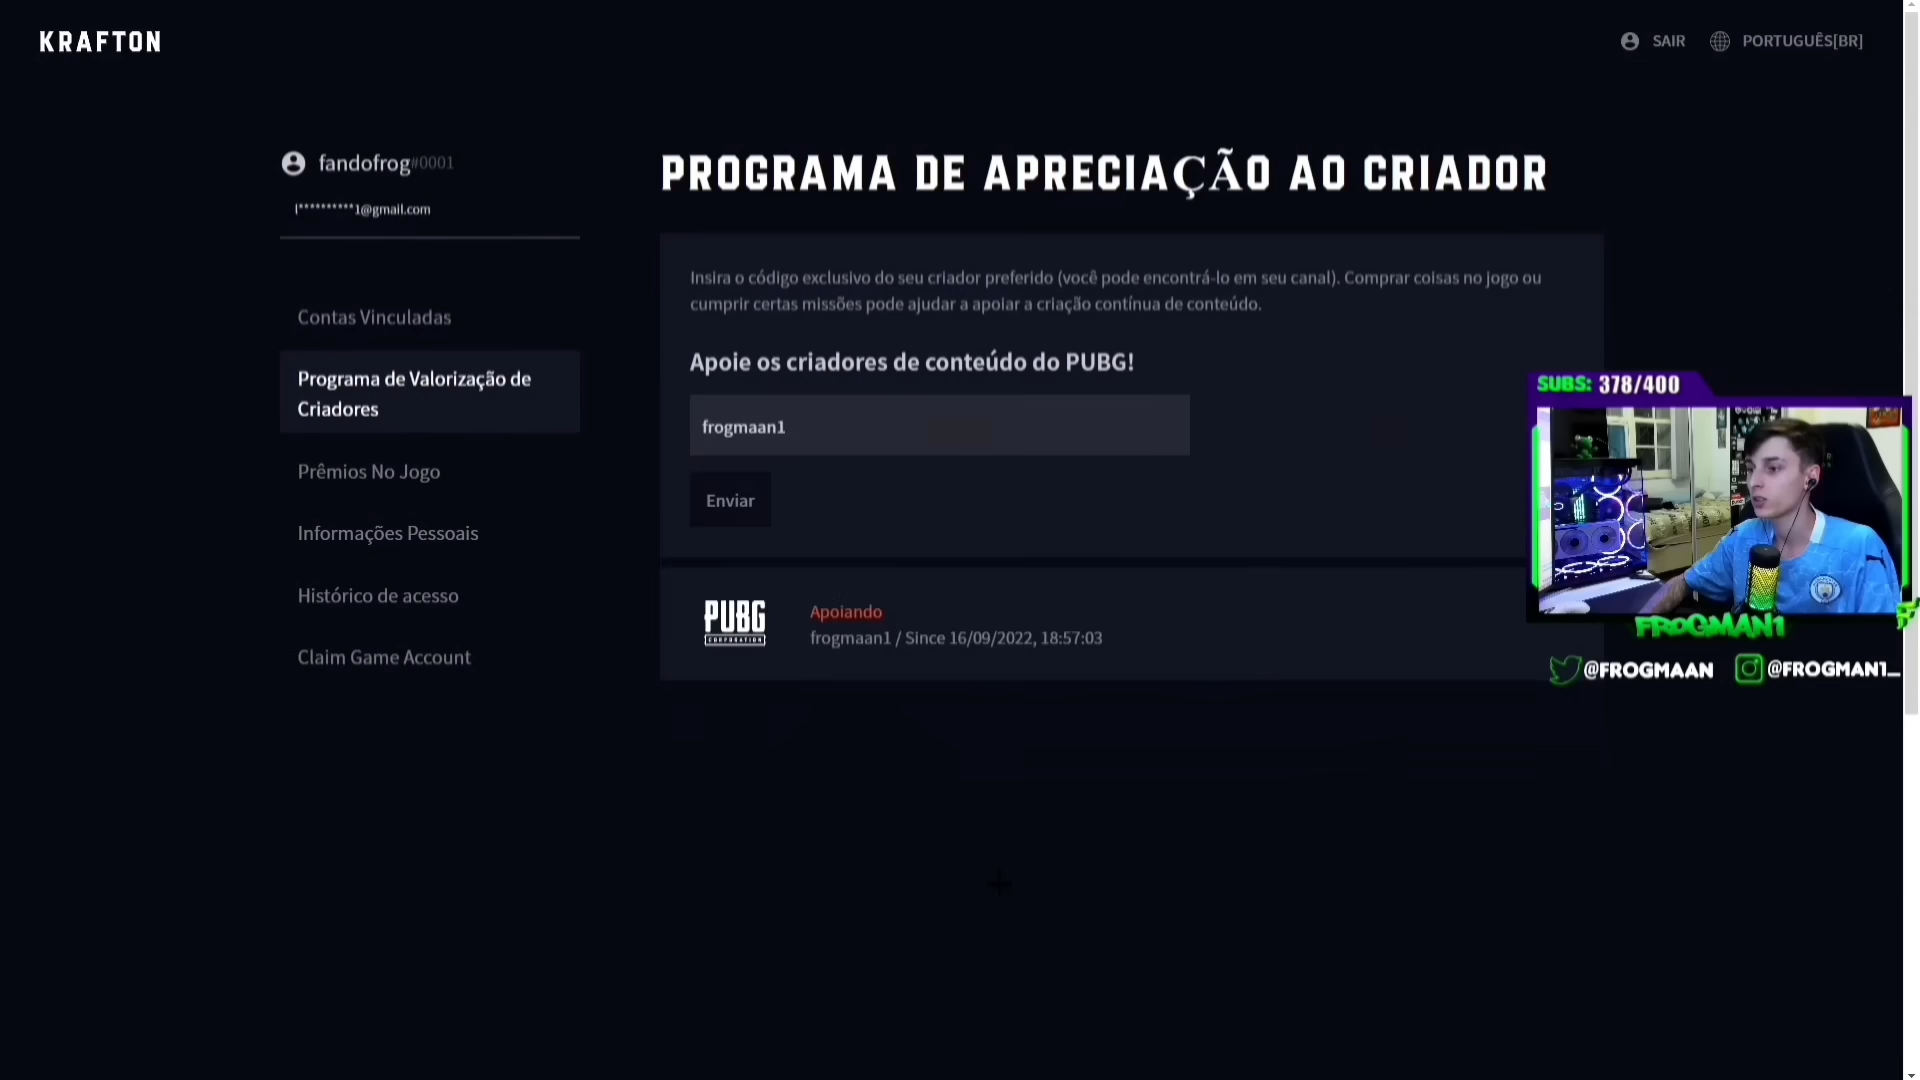 KRAFTON
SAIR
PORTUGUÊS[BR]
fandofrog#0001
l**********1@gmail.com
Contas Vinculadas
Programa de Valorização de
Criadores
Prêmios No Jogo
Informações Pessoais
Histórico de acesso
Claim Game Account
PROGRAMA DE APRECIAÇÃO AO CRIADOR
Insira o código exclusivo do seu criador preferido (você pode encontrá-lo em seu canal). Comprar coisas no jogo ou
cumprir certas missões pode ajudar a apoiar a criação contínua de conteúdo.
Apoie os criadores de conteúdo do PUBG!
frogmaan1
Enviar
PUBG
CORPORATION
Apoiando
frogmaan1 / Since 16/09/2022, 18:57:03
SUBS: 378/400
FROGMAN1
@FROGMAAN
@FROGMAN1_